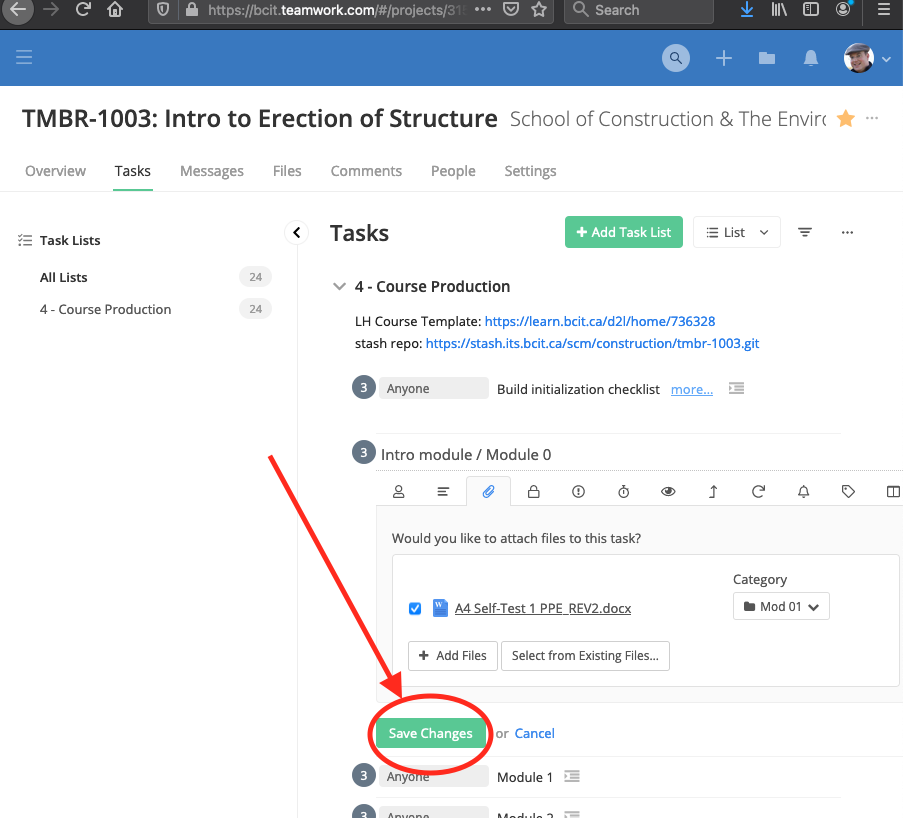 https://bcit.teamwork.com/#/projects/315
Search
TMBR-1003: Intro to Erection of Structure School of Construction & The Enviro
Overview Tasks Messages Files Comments People Settings
Task Lists
All Lists 24
4 - Course Production 24
Tasks
+ Add Task List
List
4 - Course Production
LH Course Template: https://learn.bcit.ca/d2l/home/736328
stash repo: https://stash.its.bcit.ca/scm/construction/tmbr-1003.git
3 Anyone Build initialization checklist more...
3 Intro module / Module 0
Would you like to attach files to this task?
Category
A4 Self-Test 1 PPE_REV2.docx
Mod 01
+ Add Files Select from Existing Files...
Save Changes or Cancel
3 Anyone Module 1
3 Anyone Module 2